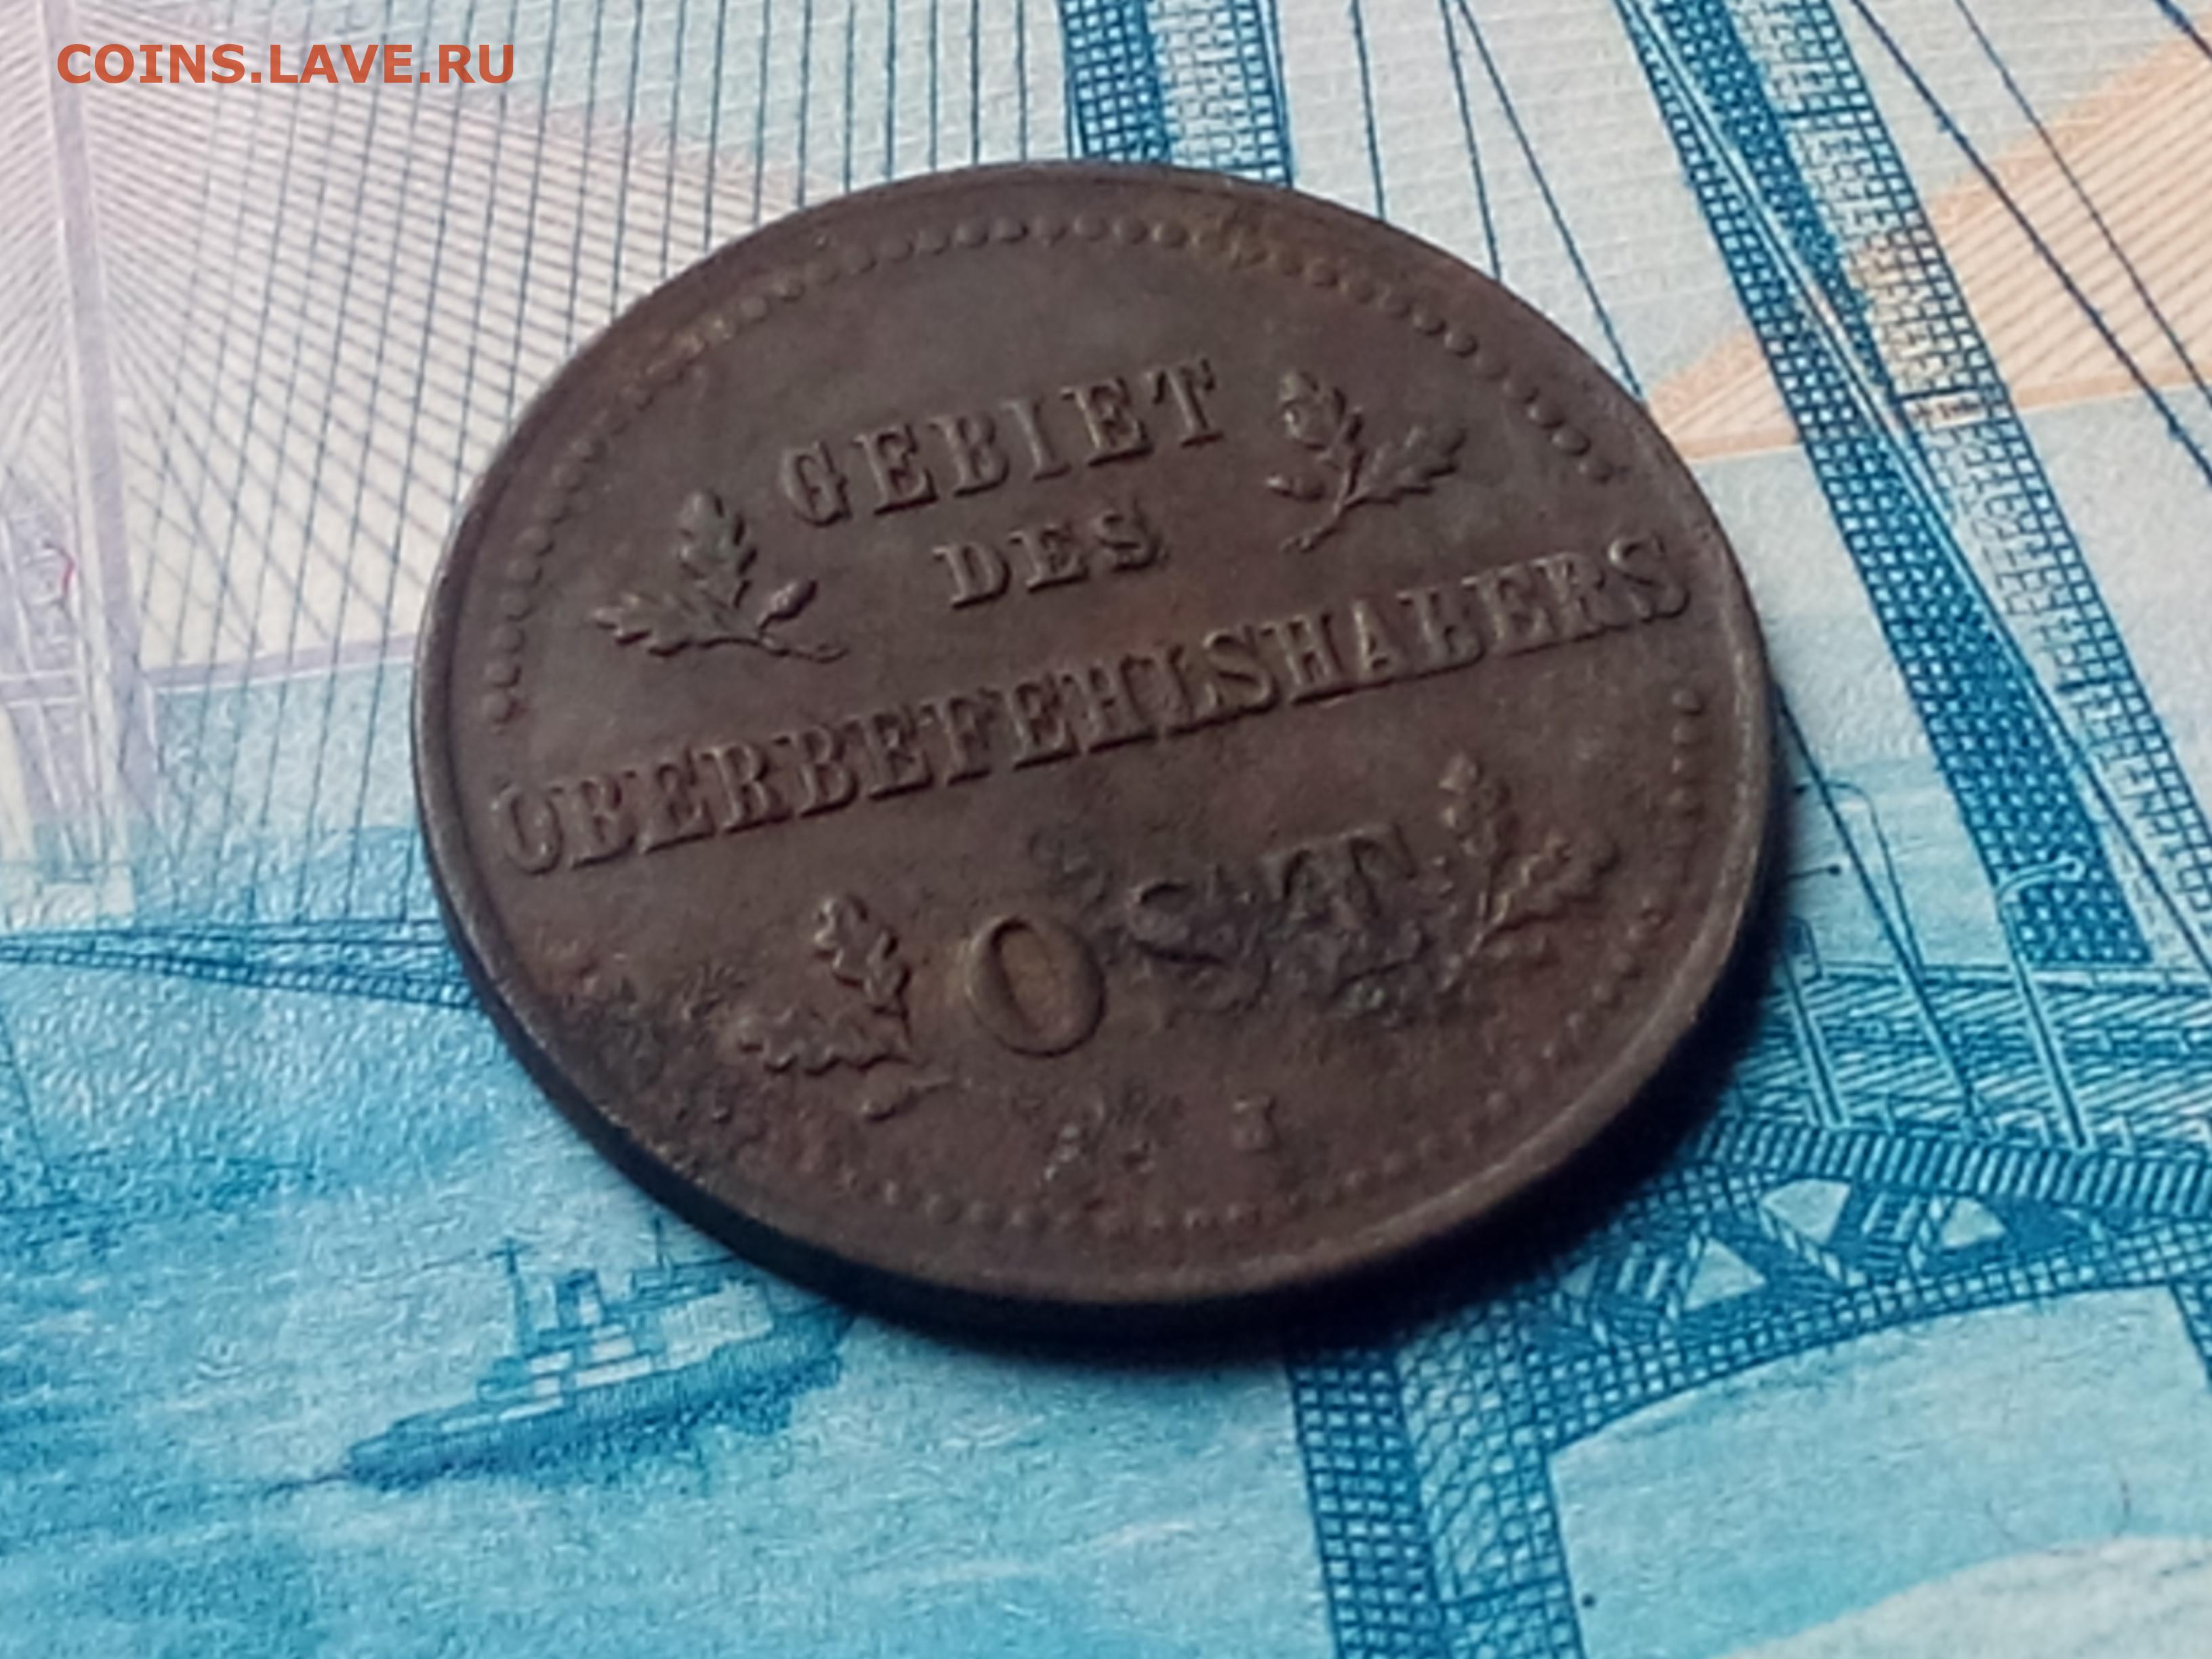 COINS.LAVE.RU
GEBIET
DES
OBERBEFEHLSHABERS
OST